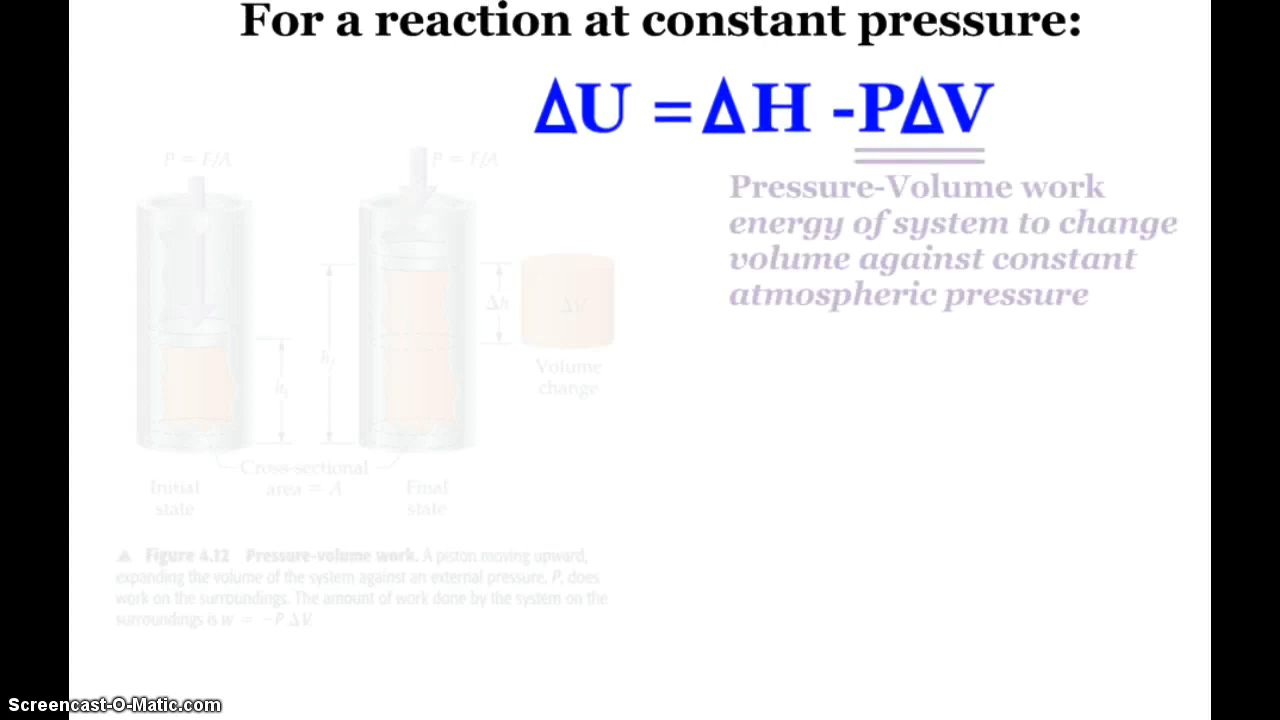 For a reaction at constant pressure:
ΔU = ΔH -PΔV
P = F/A
P = F/A
Pressure-Volume work
energy of system to change
volume against constant
atmospheric pressure
Δh
ΔV
Volume
change
Cross-sectional
area = A
Initial
state
Final
state
▲ Figure 4.12 Pressure-volume work. A piston moving upward,
expanding the volume of the system against an external pressure, P, does
work on the surroundings. The amount of work done by the system on the
surroundings is w = −P ΔV.
Screencast-O-Matic.com